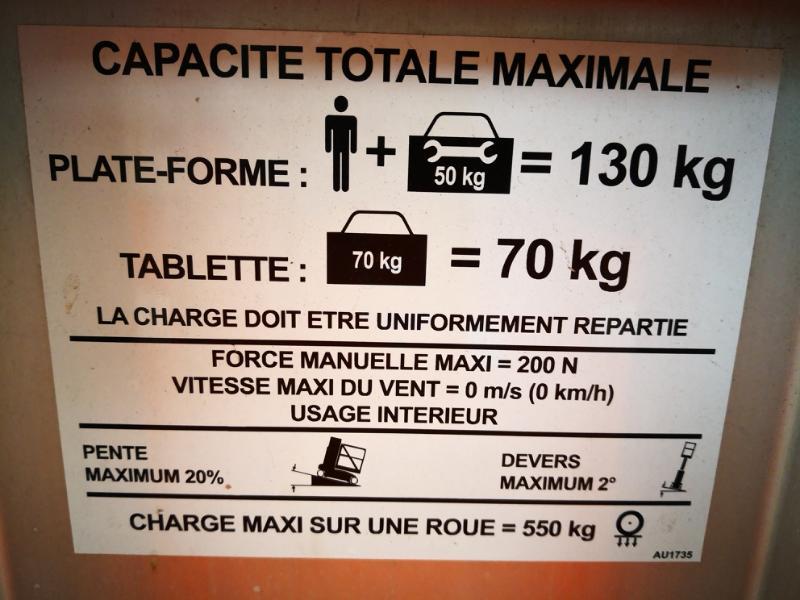 CAPACITE TOTALE MAXIMALE
PLATE-FORME : + 50 kg = 130 kg
TABLETTE : 70 kg = 70 kg
LA CHARGE DOIT ETRE UNIFORMEMENT REPARTIE
FORCE MANUELLE MAXI = 200 N
VITESSE MAXI DU VENT = 0 m/s (0 km/h)
USAGE INTERIEUR
PENTE
MAXIMUM 20%
DEVERS
MAXIMUM 2°
CHARGE MAXI SUR UNE ROUE = 550 kg
AU1735